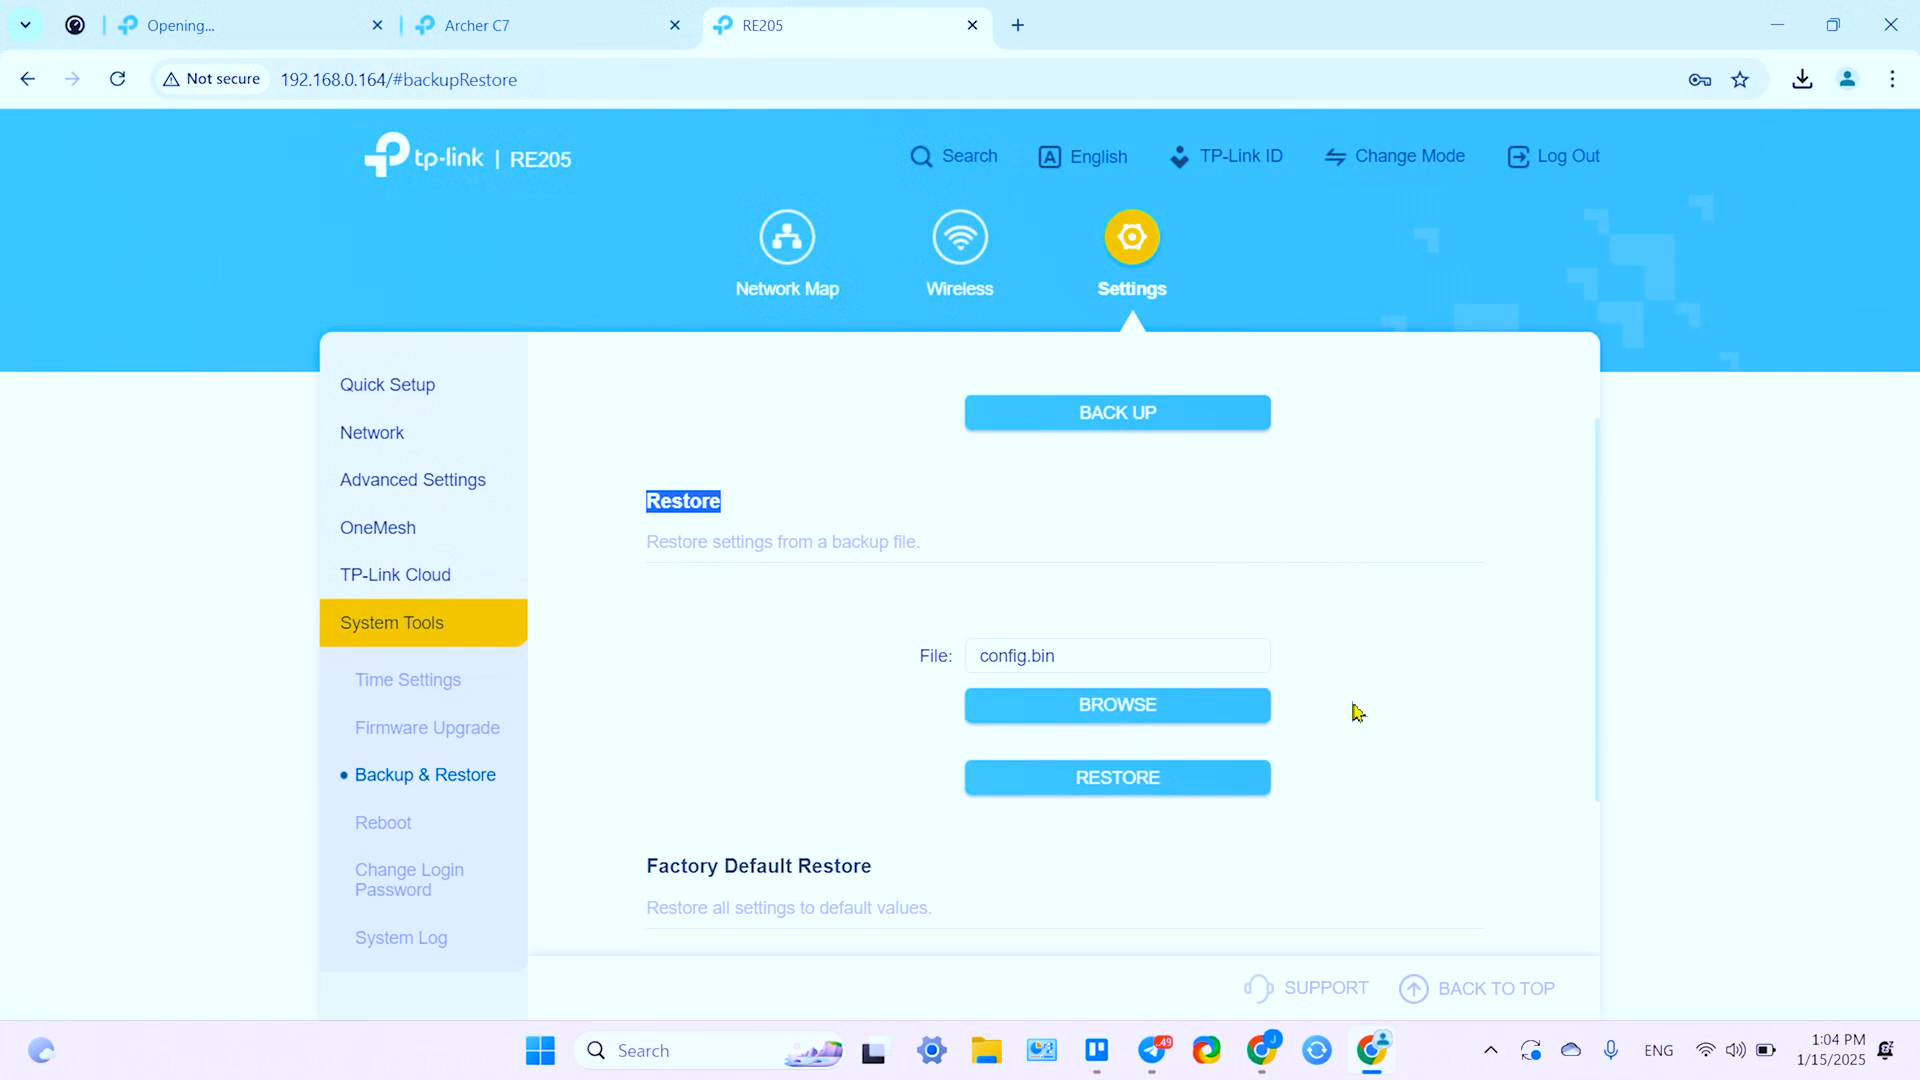 Opening...
Archer C7
RE205
Not secure
192.168.0.164/#backupRestore
tp-link | RE205
Search
English
TP-Link ID
Change Mode
Log Out
Network Map
Wireless
Settings
Quick Setup
Network
Advanced Settings
OneMesh
TP-Link Cloud
System Tools
Time Settings
Firmware Upgrade
Backup & Restore
Reboot
Change Login
Password
System Log
BACK UP
Restore
Restore settings from a backup file.
File: config.bin
BROWSE
RESTORE
Factory Default Restore
Restore all settings to default values.
SUPPORT
BACK TO TOP
Search
49
J
ENG
1:04 PM
1/15/2025